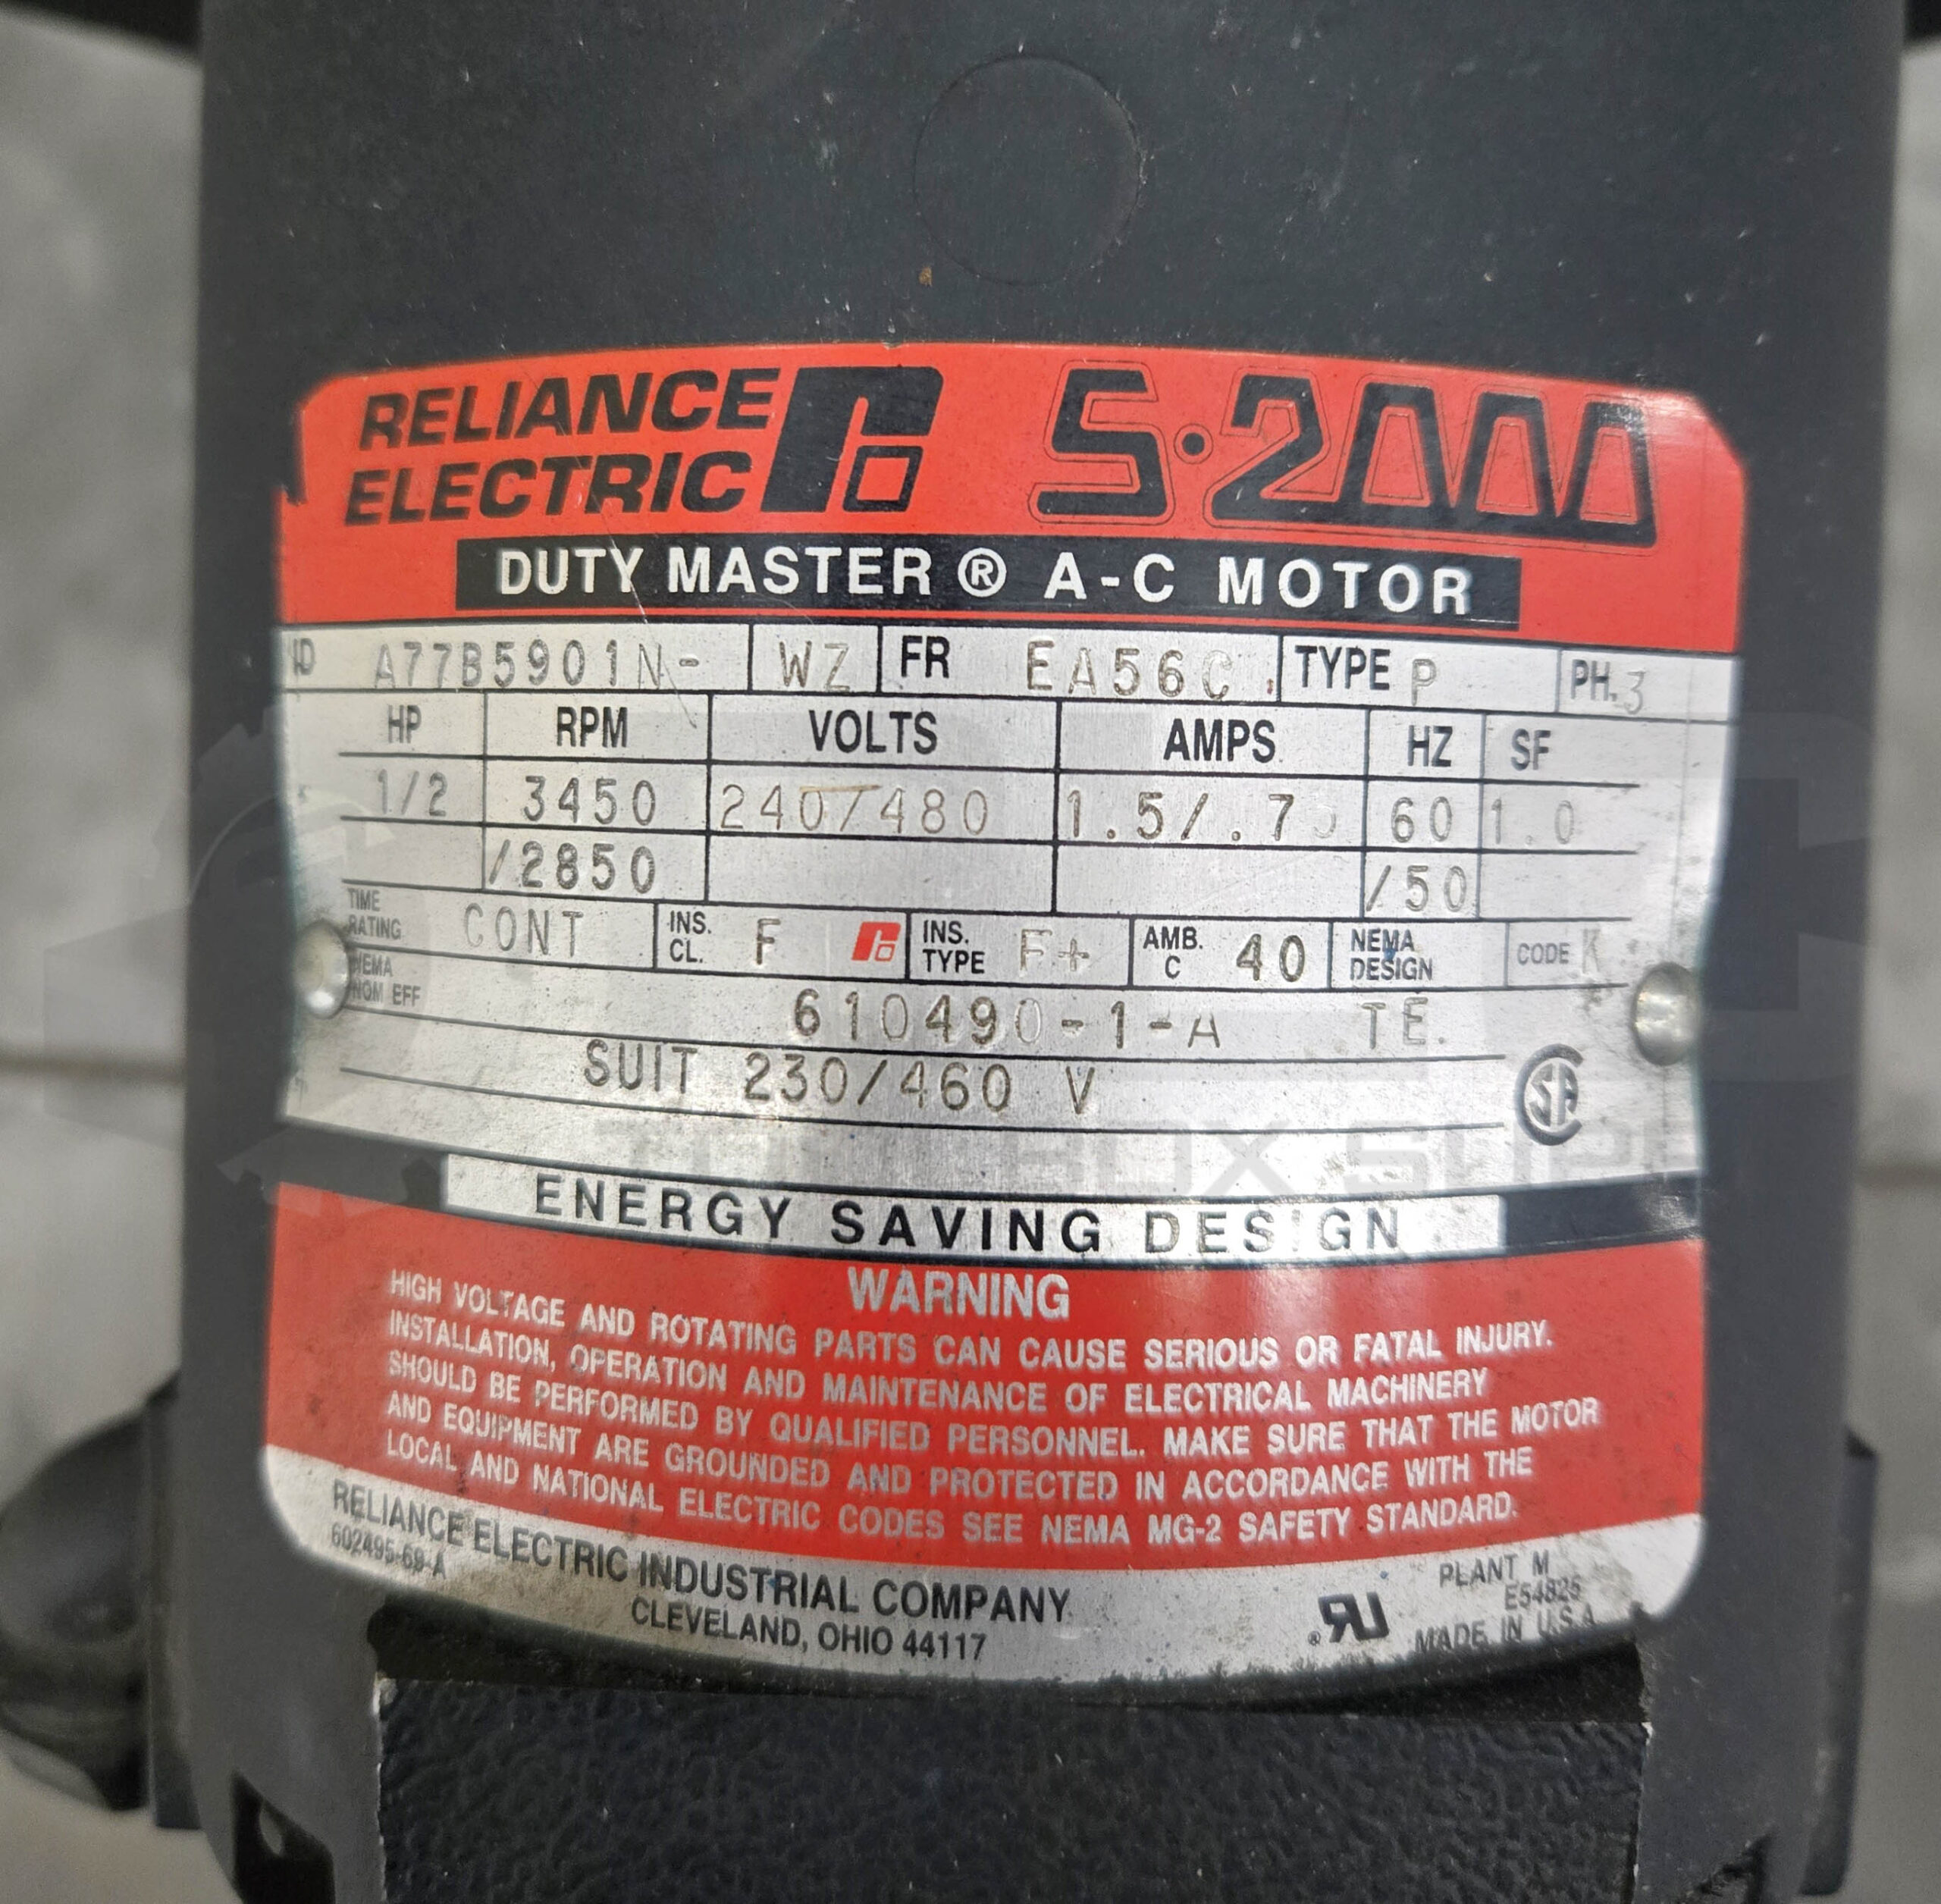 RELIANCE
ELECTRIC
S·2000
DUTY MASTER ® A-C MOTOR
ID A77B5901N- WZ FR EA56C TYPE P PH. 3
HP RPM VOLTS AMPS HZ SF
1/2 3450 240/480 1.5/.75 60 1.0
/2850 /50
TIME RATING CONT INS. CL. F INS. TYPE F+ AMB. C 40 NEMA DESIGN CODE K
NEMA NOM EFF
610490-1-A TE.
SUIT 230/460 V
SA
ENERGY SAVING DESIGN
WARNING
HIGH VOLTAGE AND ROTATING PARTS CAN CAUSE SERIOUS OR FATAL INJURY.
INSTALLATION, OPERATION AND MAINTENANCE OF ELECTRICAL MACHINERY
SHOULD BE PERFORMED BY QUALIFIED PERSONNEL. MAKE SURE THAT THE MOTOR
AND EQUIPMENT ARE GROUNDED AND PROTECTED IN ACCORDANCE WITH THE
LOCAL AND NATIONAL ELECTRIC CODES SEE NEMA MG-2 SAFETY STANDARD.
RELIANCE ELECTRIC INDUSTRIAL COMPANY
602495-69-A
CLEVELAND, OHIO 44117
PLANT M
E54825
MADE IN U.S.A.